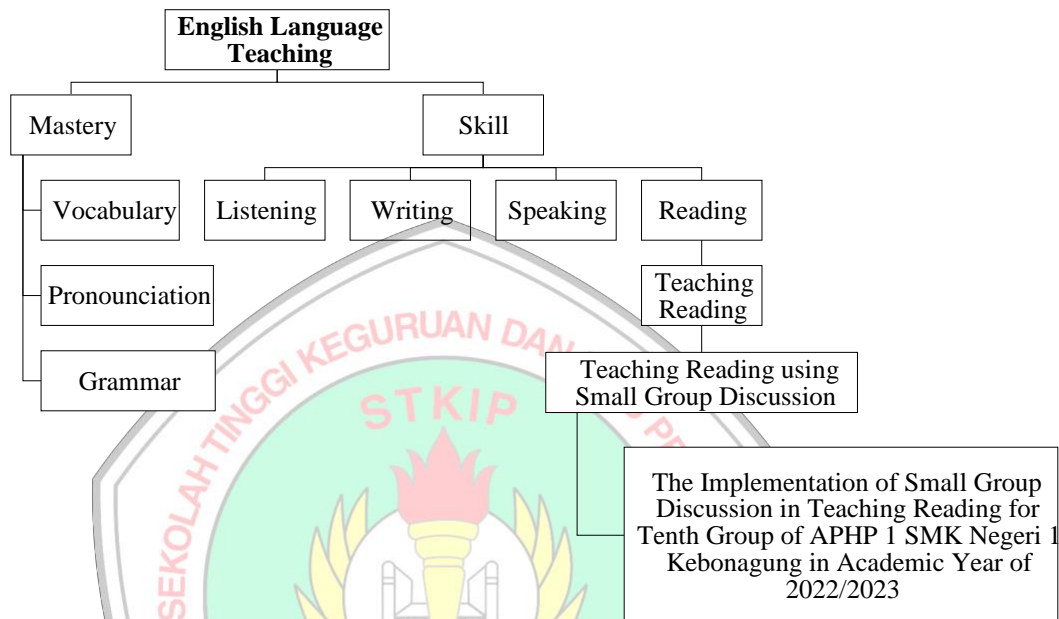 English Language
Teaching
Mastery
Skill
Vocabulary
Listening
Writing
Speaking
Reading
Pronounciation
Teaching
Reading
Grammar
Teaching Reading using
Small Group Discussion
The Implementation of Small Group
Discussion in Teaching Reading for
Tenth Group of APHP 1 SMK Negeri 1
Kebonagung in Academic Year of
2022/2023
SEKOLAH TINGGI KEGURUAN DAN
STKIP